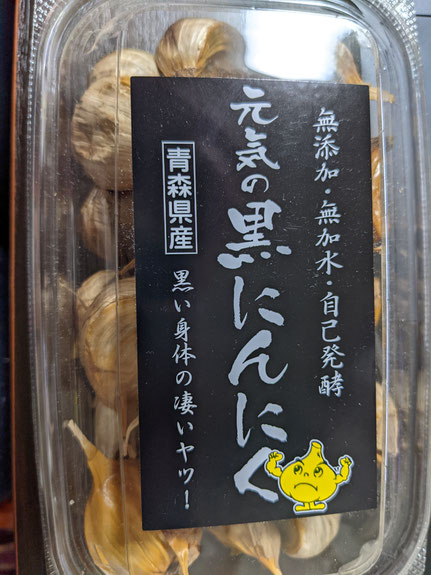 無添加・無加水・自己発酵
元気の黒にんにく
青森県産
黒い身体の凄いヤツ！